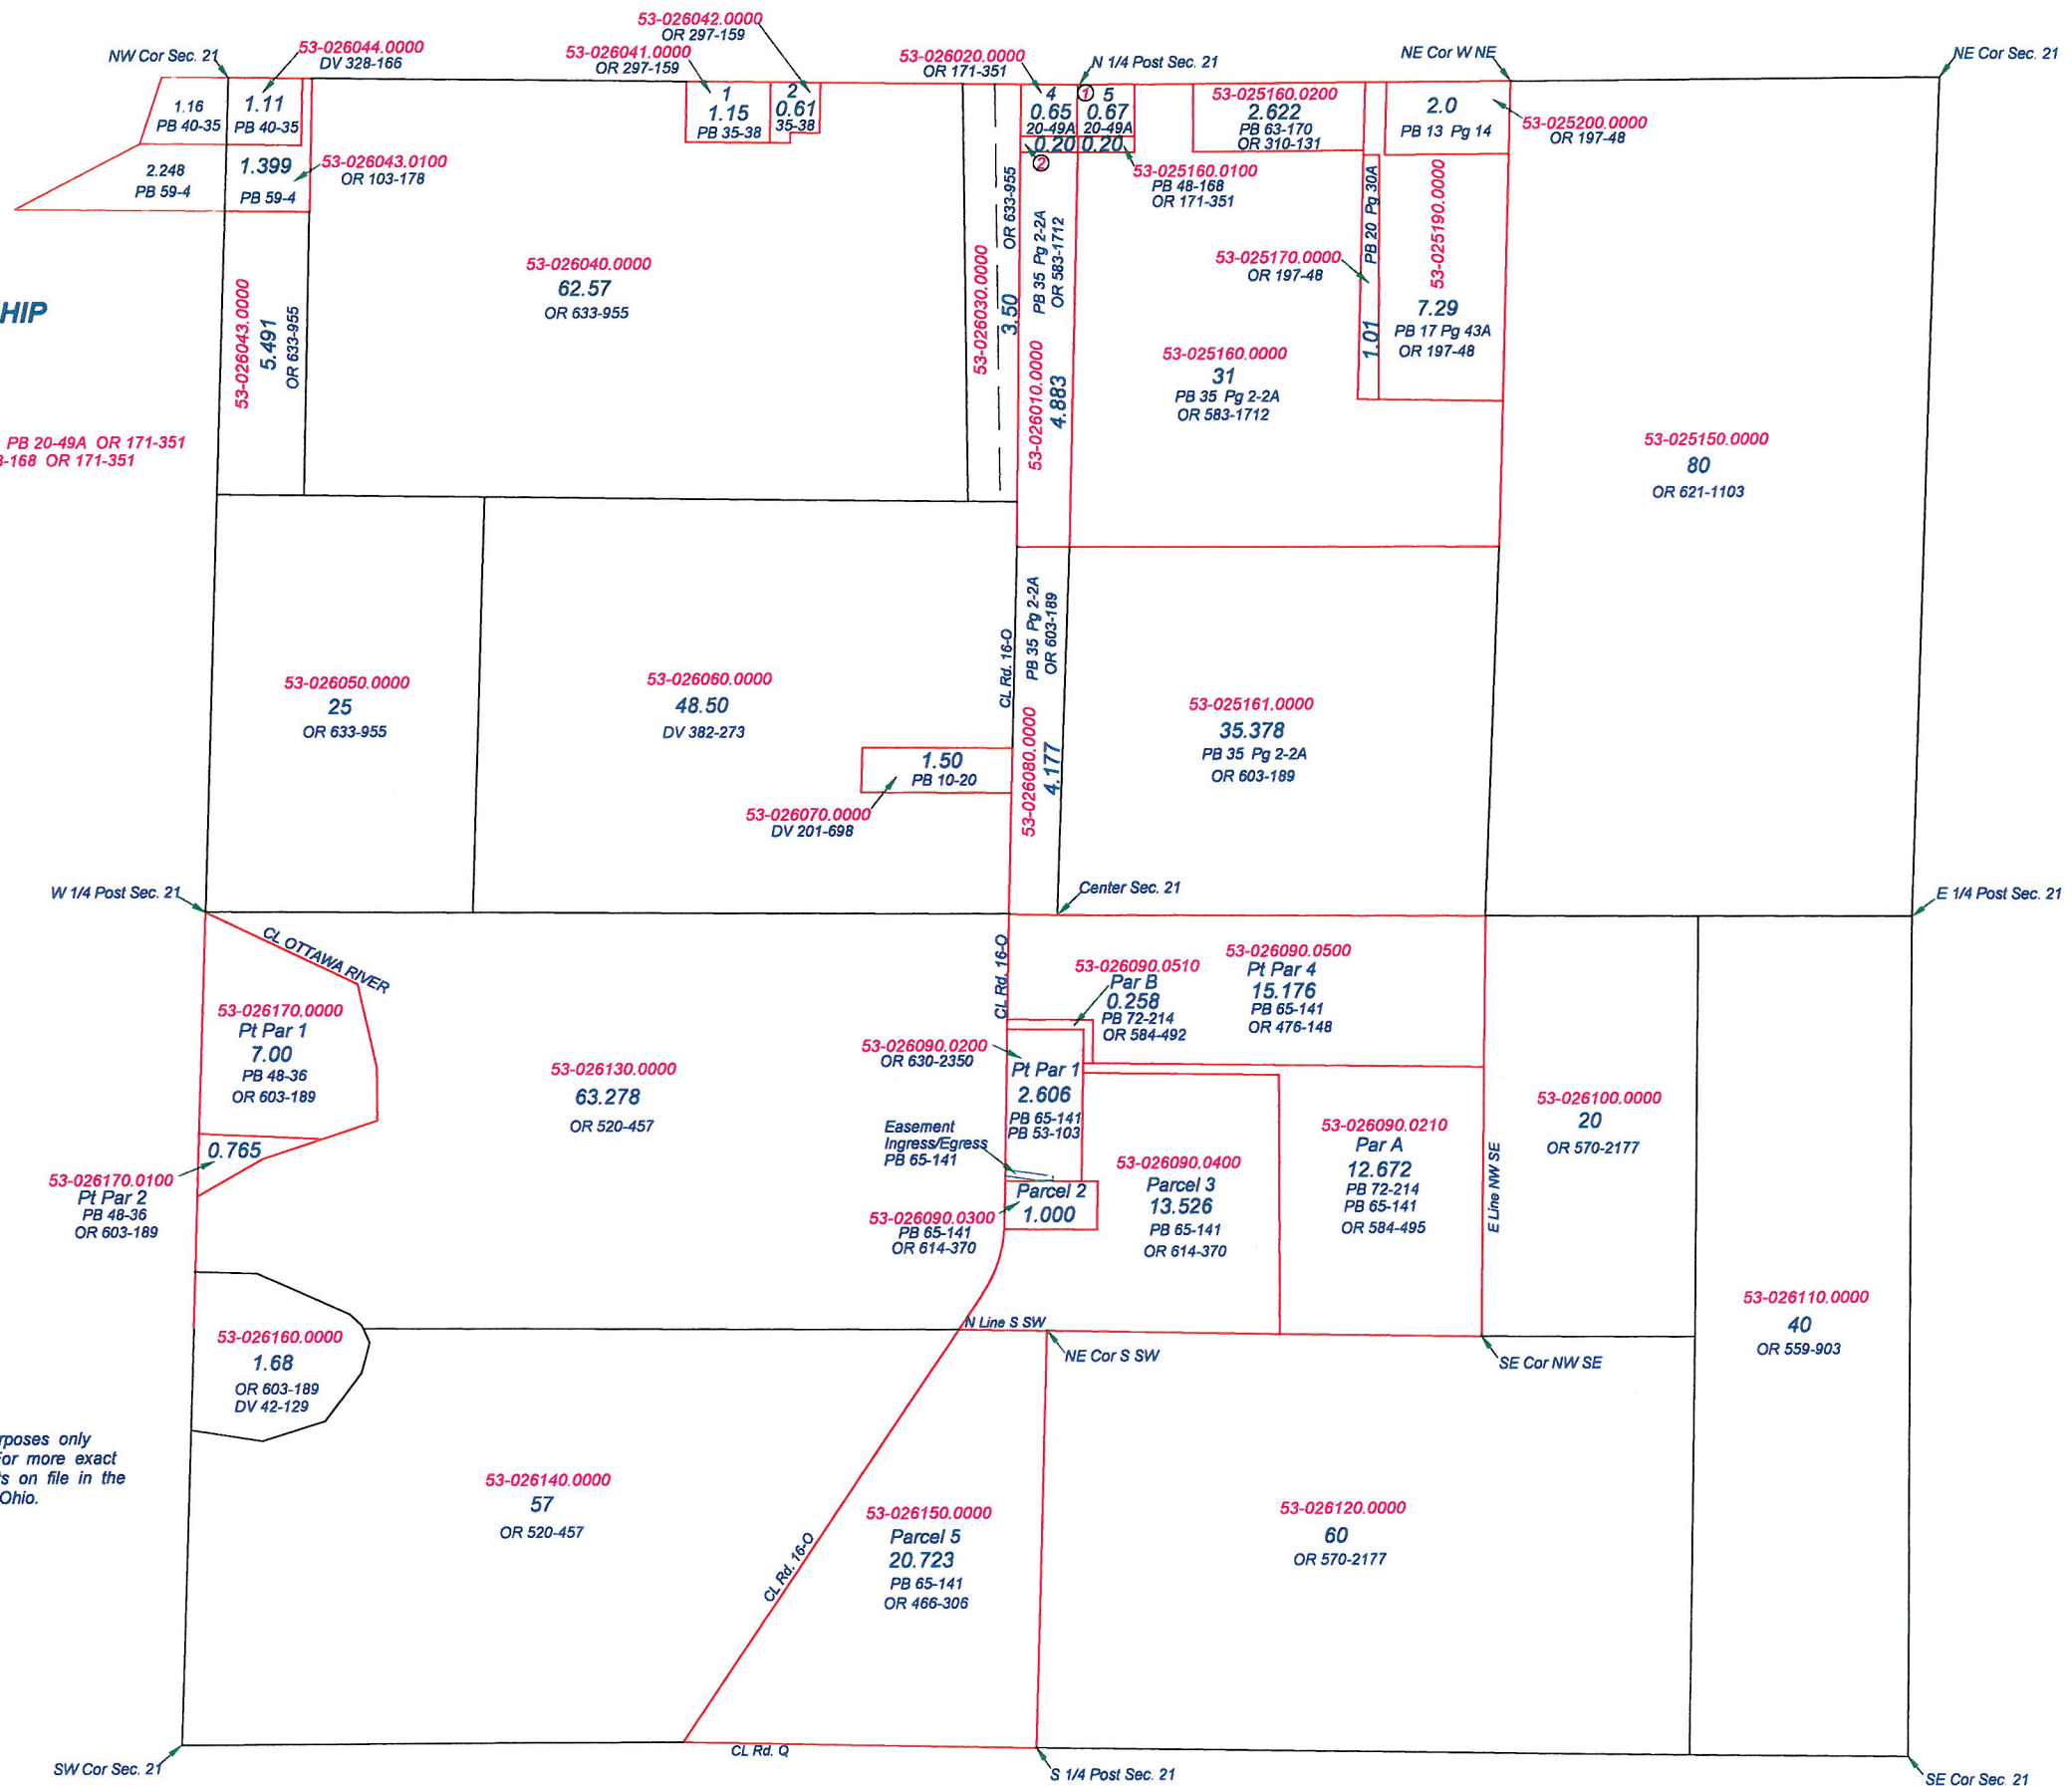 53-026042.0000
OR 297-159
NW Cor Sec. 21
53-026044.0000
DV 328-166
53-026041.0000
OR 297-159
53-026020.0000
OR 171-351
N 1/4 Post Sec. 21
NE Cor W NE
NE Cor Sec. 21
1.16
PB 40-35
1.11
PB 40-35
1
1.15
PB 35-38
2
0.61
35-38
4
0.65
20-49A
0.20
2
1
5
0.67
20-49A
0.20
53-025160.0200
2.622
PB 63-170
OR 310-131
2.0
PB 13 Pg 14
53-025200.0000
OR 197-48
2.248
PB 59-4
1.399
PB 59-4
53-026043.0100
OR 103-178
53-025160.0100
PB 48-168
OR 171-351
53-026043.0000
5.491
OR 633-955
53-026040.0000
62.57
OR 633-955
53-026030.0000
3.50
OR 633-955
53-026010.0000
4.883
PB 35 Pg 2-2A
OR 583-1712
53-025170.0000
OR 197-48
1.01
PB 20 Pg 30A
53-025190.0000
7.29
PB 17 Pg 43A
OR 197-48
53-025160.0000
31
PB 35 Pg 2-2A
OR 583-1712
53-025150.0000
80
OR 621-1103
HIP
PB 20-49A OR 171-351
-168 OR 171-351
53-026050.0000
25
OR 633-955
53-026060.0000
48.50
DV 382-273
1.50
PB 10-20
53-026070.0000
DV 201-698
CL Rd. 16-O
53-026080.0000
4.177
PB 35 Pg 2-2A
OR 603-189
53-025161.0000
35.378
PB 35 Pg 2-2A
OR 603-189
W 1/4 Post Sec. 21
Center Sec. 21
E 1/4 Post Sec. 21
CL OTTAWA RIVER
53-026170.0000
Pt Par 1
7.00
PB 48-36
OR 603-189
0.765
53-026170.0100
Pt Par 2
PB 48-36
OR 603-189
53-026130.0000
63.278
OR 520-457
CL Rd. 16-O
53-026090.0510
Par B
0.258
PB 72-214
OR 584-492
53-026090.0500
Pt Par 4
15.176
PB 65-141
OR 476-148
53-026090.0200
OR 630-2350
Pt Par 1
2.606
PB 65-141
PB 53-103
Easement
Ingress/Egress
PB 65-141
Parcel 2
1.000
53-026090.0300
PB 65-141
OR 614-370
53-026090.0400
Parcel 3
13.526
PB 65-141
OR 614-370
53-026090.0210
Par A
12.672
PB 72-214
PB 65-141
OR 584-495
E Line NW SE
53-026100.0000
20
OR 570-2177
53-026110.0000
40
OR 559-903
53-026160.0000
1.68
OR 603-189
DV 42-129
N Line S SW
NE Cor S SW
SE Cor NW SE
rposes only
For more exact
s on file in the
Ohio.
53-026140.0000
57
OR 520-457
CL Rd. 16-O
53-026150.0000
Parcel 5
20.723
PB 65-141
OR 466-306
53-026120.0000
60
OR 570-2177
SW Cor Sec. 21
CL Rd. Q
S 1/4 Post Sec. 21
SE Cor Sec. 21